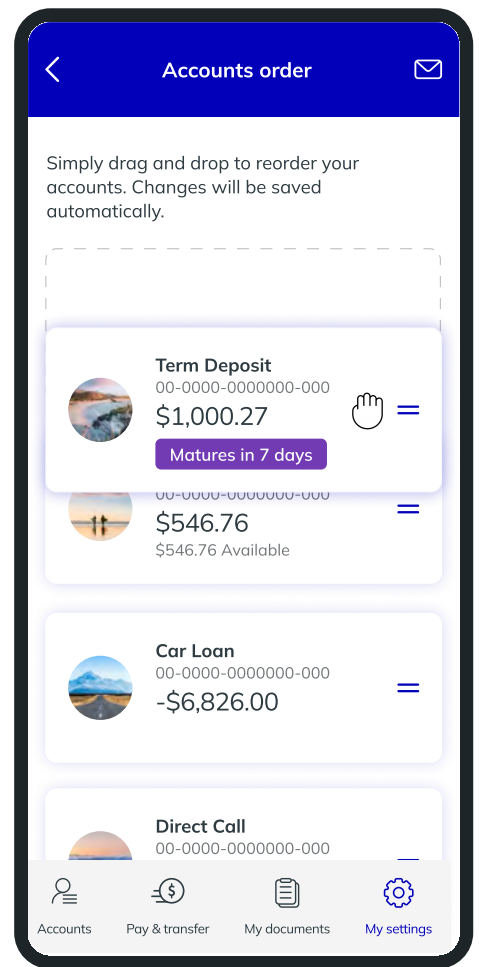 Accounts order
Simply drag and drop to reorder your
accounts. Changes will be saved
automatically.
Term Deposit
00-0000-0000000-000
$1,000.27
Matures in 7 days
00-0000-0000000-000
$546.76
$546.76 Available
Car Loan
00-0000-0000000-000
-$6,826.00
Direct Call
00-0000-0000000-000
Accounts
Pay & transfer
My documents
My settings